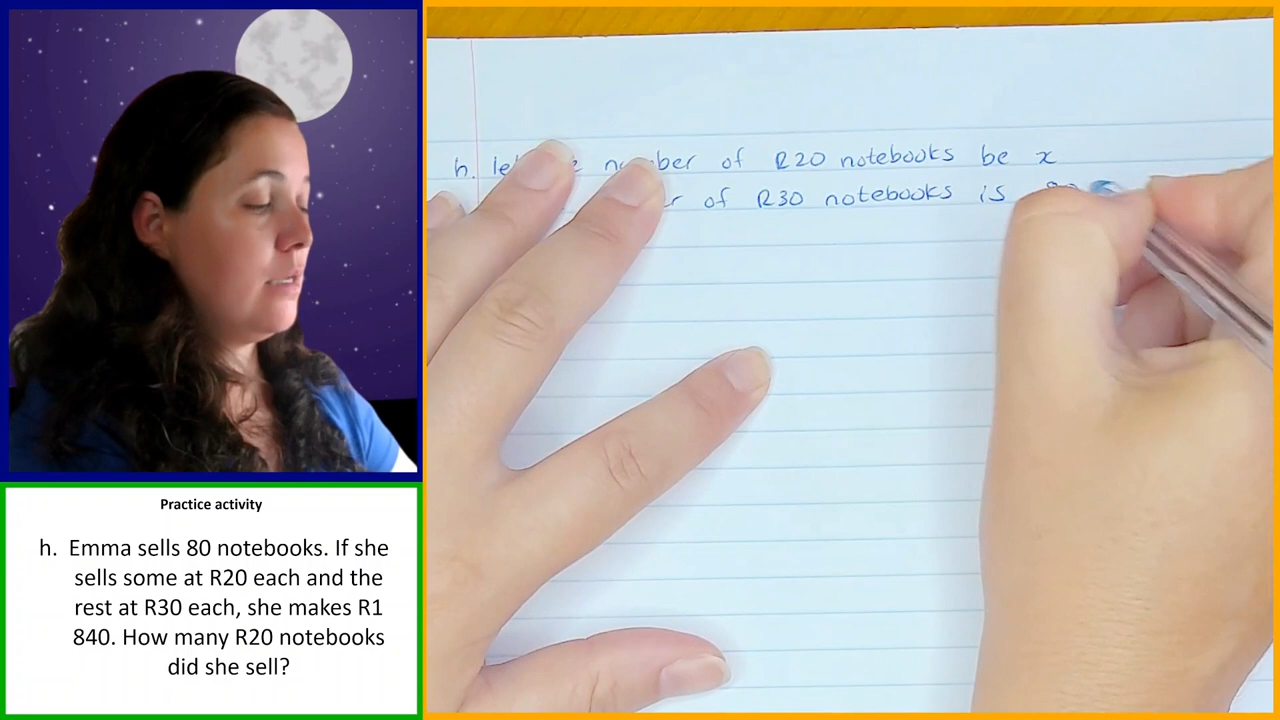 Practice activity
h. Emma sells 80 notebooks. If she
sells some at R20 each and the
rest at R30 each, she makes R1
840. How many R20 notebooks
did she sell?
h. number of R20 notebooks be x
of R30 notebooks is